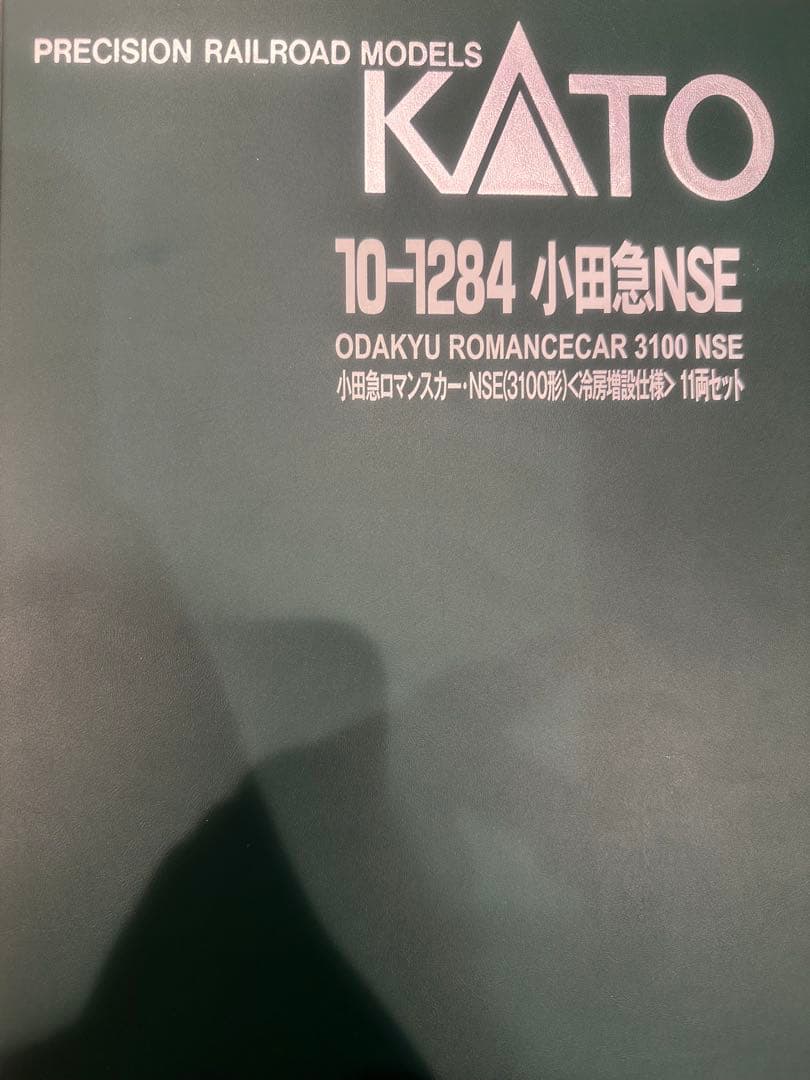 PRECISION RAILROAD MODELS
KATO
10-1284 小田急NSE
ODAKYU ROMANCECAR 3100 NSE
小田急ロマンスカー・NSE(3100形)<冷房増設仕様> 11両セット